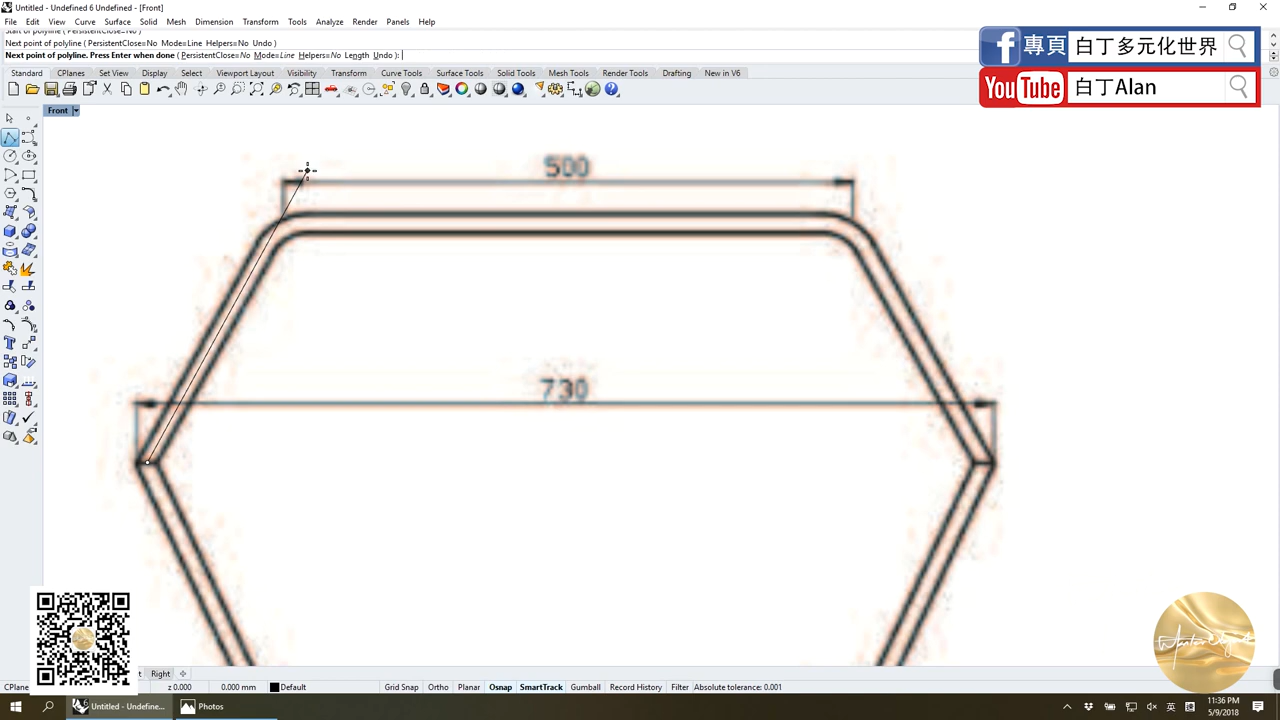 Untitled - Undefined 6 Undefined - [Front]
File Edit View Curve Surface Solid Mesh Dimension Transform Tools Analyze Render Panels Help
Start of polyline ( PersistentClose=No )
Next point of polyline ( PersistentClose=No Mode=Line Helpers=No Undo )
Next point of polyline. Press Enter when done ( PersistentClose=No Mode=Line Helpers=No Length Undo ):
專頁 白丁多元化世界
YouTube 白丁Alan
Standard CPlanes Set View Display Select Viewport Layout Visibility Transform Curve Tools Surface Tools Solid Tools Mesh Tools Render Tools Drafting New in V6
Front
500
730
Right
CPlane z 0.000 0.000 mm Default Grid Snap Ortho Planar Osnap SmartTrack Gumball Record History Filter Absolute tolerance: 0.001
Untitled - Undefine... Photos 英 11:36 PM
5/9/2018